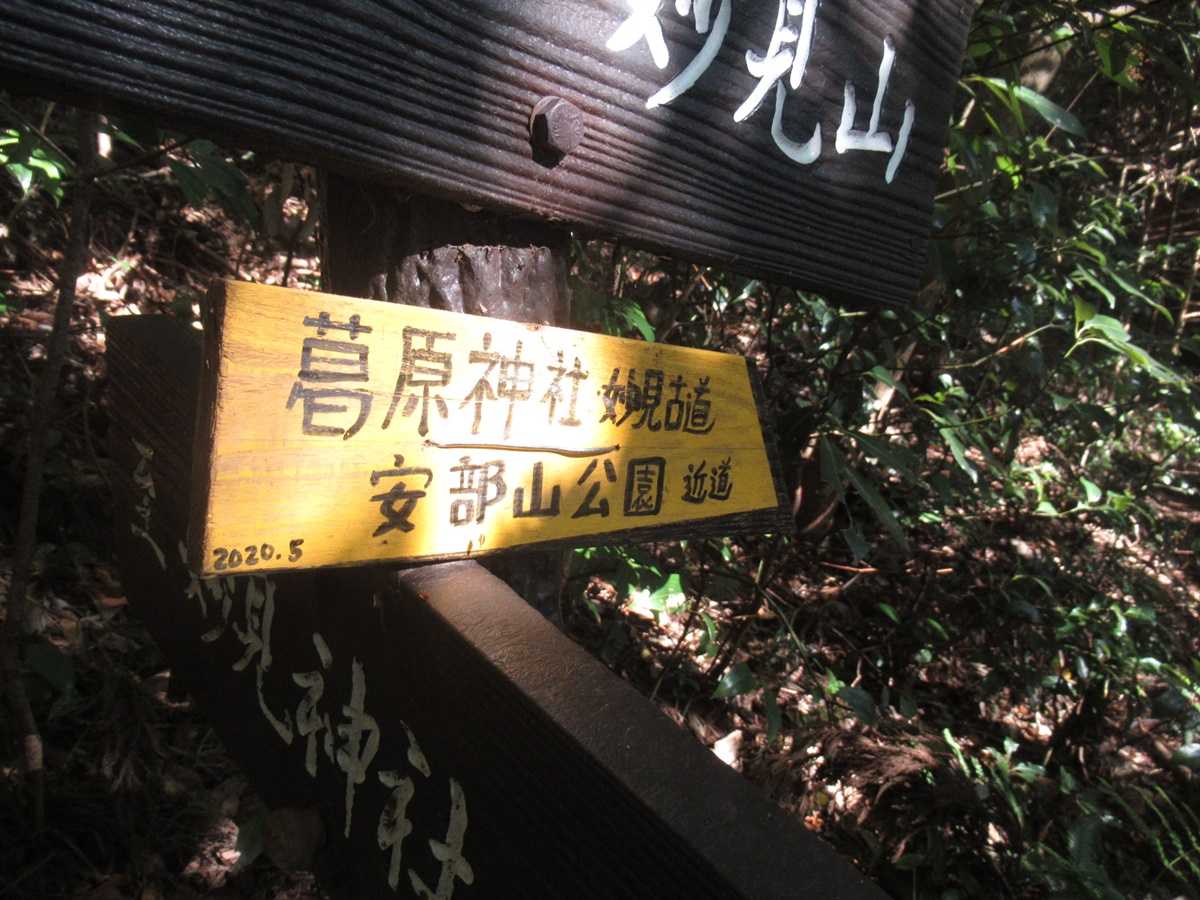 妙見山
葛原神社 妙見古道
安部山公園 近道
2020.5
妙見神社